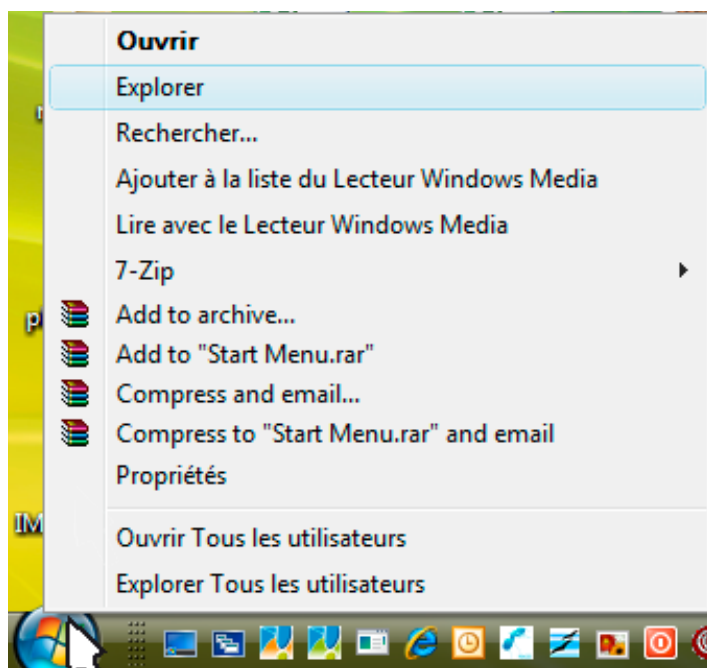 Ouvrir
Explorer
Rechercher...
Ajouter à la liste du Lecteur Windows Media
Lire avec le Lecteur Windows Media
7-Zip
Add to archive...
Add to "Start Menu.rar"
Compress and email...
Compress to "Start Menu.rar" and email
Propriétés
IM
Ouvrir Tous les utilisateurs
Explorer Tous les utilisateurs